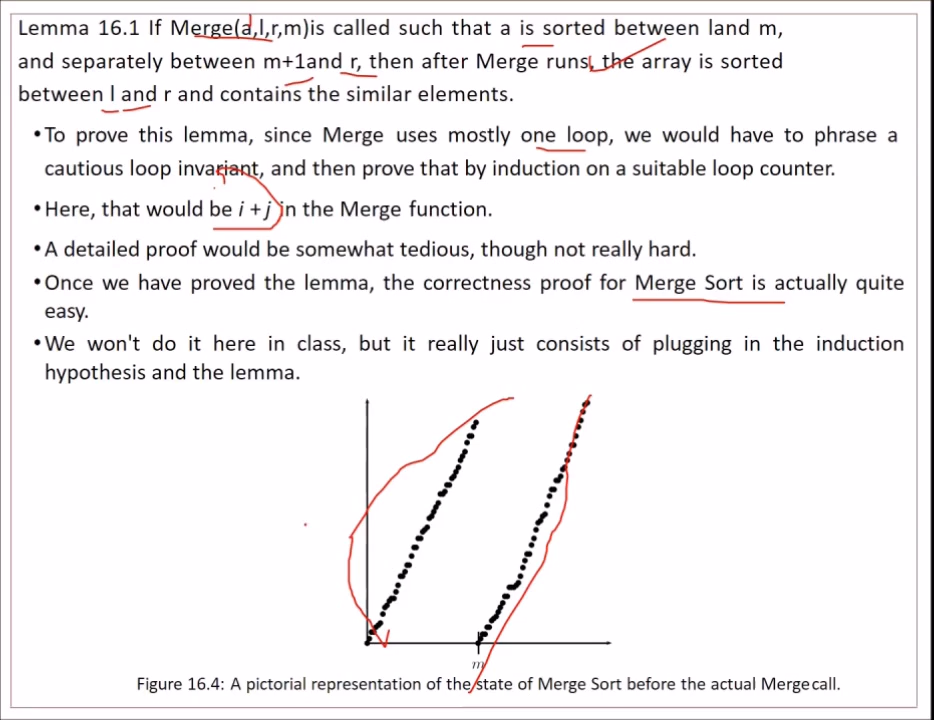 Lemma 16.1 If Merge(a,l,r,m)is called such that a is sorted between land m,
and separately between m+1and r, then after Merge runs, the array is sorted
between l and r and contains the similar elements.
•To prove this lemma, since Merge uses mostly one loop, we would have to phrase a
cautious loop invariant, and then prove that by induction on a suitable loop counter.
•Here, that would be i + j in the Merge function.
•A detailed proof would be somewhat tedious, though not really hard.
•Once we have proved the lemma, the correctness proof for Merge Sort is actually quite
easy.
•We won't do it here in class, but it really just consists of plugging in the induction
hypothesis and the lemma.
m
Figure 16.4: A pictorial representation of the state of Merge Sort before the actual Mergecall.